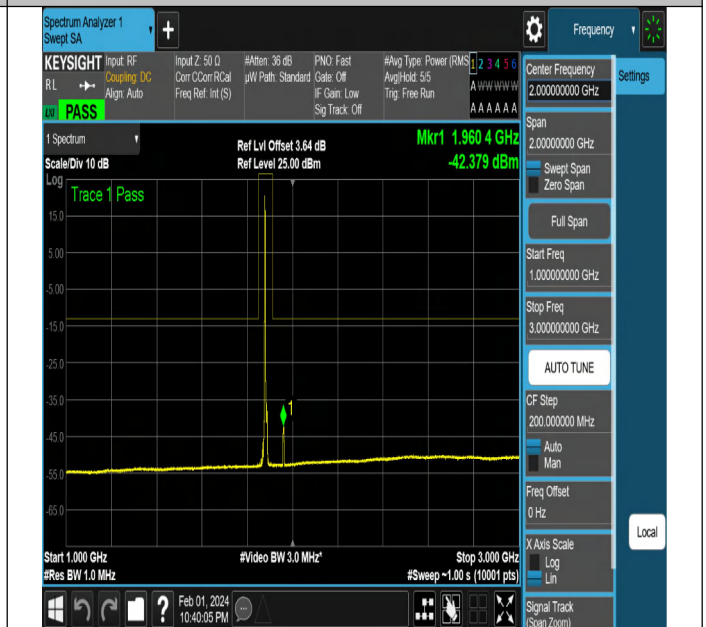 Spectrum Analyzer 1
Swept SA
+
Frequency
KEYSIGHT
RL
LXI
PASS
Input: RF
Coupling: DC
Align: Auto
Input Z: 50 Ω
Corr CCorr RCal
Freq Ref: Int (S)
#Atten: 36 dB
µW Path: Standard
PNO: Fast
Gate: Off
IF Gain: Low
Sig Track: Off
#Avg Type: Power (RMS
Avg|Hold: 5/5
Trig: Free Run
1 2 3 4 5 6
A W W W W W
A A A A A A
1 Spectrum
Scale/Div 10 dB
Log
Ref Lvl Offset 3.64 dB
Ref Level 25.00 dBm
Mkr1 1.960 4 GHz
-42.379 dBm
Trace 1 Pass
15.0
5.00
-5.00
-15.0
-25.0
-35.0
-45.0
-55.0
-65.0
1
Start 1.000 GHz
#Res BW 1.0 MHz
#Video BW 3.0 MHz*
Stop 3.000 GHz
#Sweep ~1.00 s (10001 pts)
Feb 01, 2024
10:40:05 PM
?
Center Frequency
2.000000000 GHz
Settings
Span
2.00000000 GHz
Swept Span
Zero Span
Full Span
Start Freq
1.000000000 GHz
Stop Freq
3.000000000 GHz
AUTO TUNE
CF Step
200.000000 MHz
Auto
Man
Freq Offset
0 Hz
X Axis Scale
Log
Lin
Local
Signal Track
(Span Zoom)